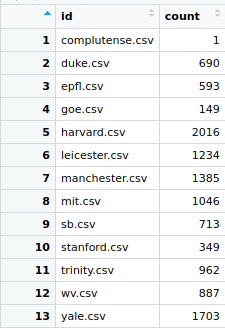 id count
1 complutense.csv 1
2 duke.csv 690
3 epfl.csv 593
4 goe.csv 149
5 harvard.csv 2016
6 leicester.csv 1234
7 manchester.csv 1385
8 mit.csv 1046
9 sb.csv 713
10 stanford.csv 349
11 trinity.csv 962
12 wv.csv 887
13 yale.csv 1703